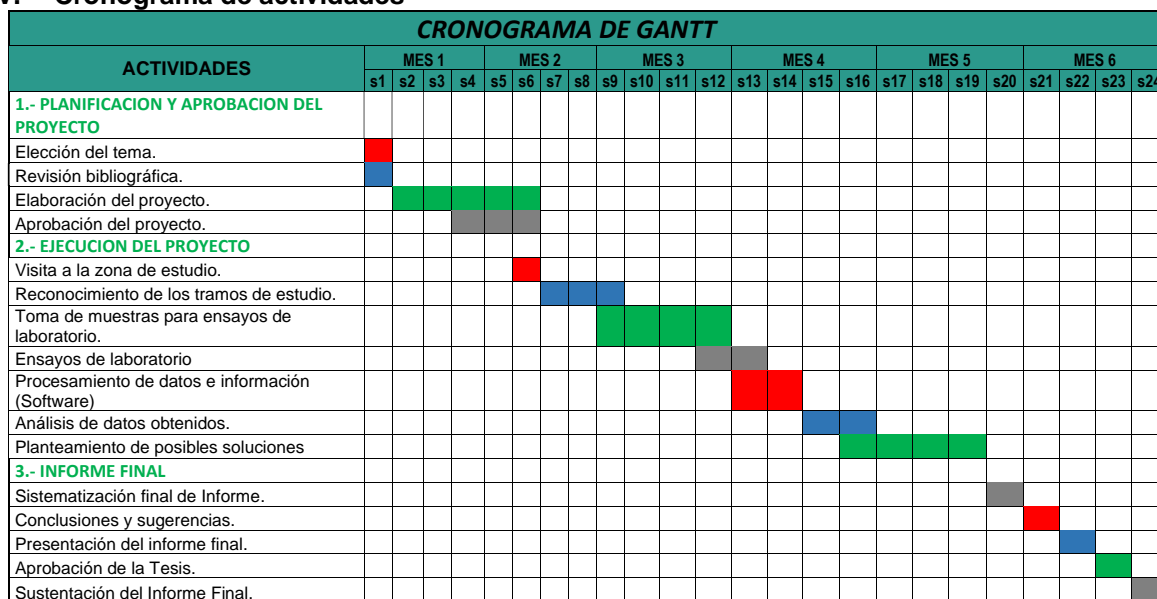 V. Cronograma de actividades
CRONOGRAMA DE GANTT
ACTIVIDADES
MES 1 MES 2 MES 3 MES 4 MES 5 MES 6
s1 s2 s3 s4 s5 s6 s7 s8 s9 s10 s11 s12 s13 s14 s15 s16 s17 s18 s19 s20 s21 s22 s23 s24
1.- PLANIFICACION Y APROBACION DEL
PROYECTO
Elección del tema.
Revisión bibliográfica.
Elaboración del proyecto.
Aprobación del proyecto.
2.- EJECUCION DEL PROYECTO
Visita a la zona de estudio.
Reconocimiento de los tramos de estudio.
Toma de muestras para ensayos de
laboratorio.
Ensayos de laboratorio
Procesamiento de datos e información
(Software)
Análisis de datos obtenidos.
Planteamiento de posibles soluciones
3.- INFORME FINAL
Sistematización final de Informe.
Conclusiones y sugerencias.
Presentación del informe final.
Aprobación de la Tesis.
Sustentación del Informe Final.